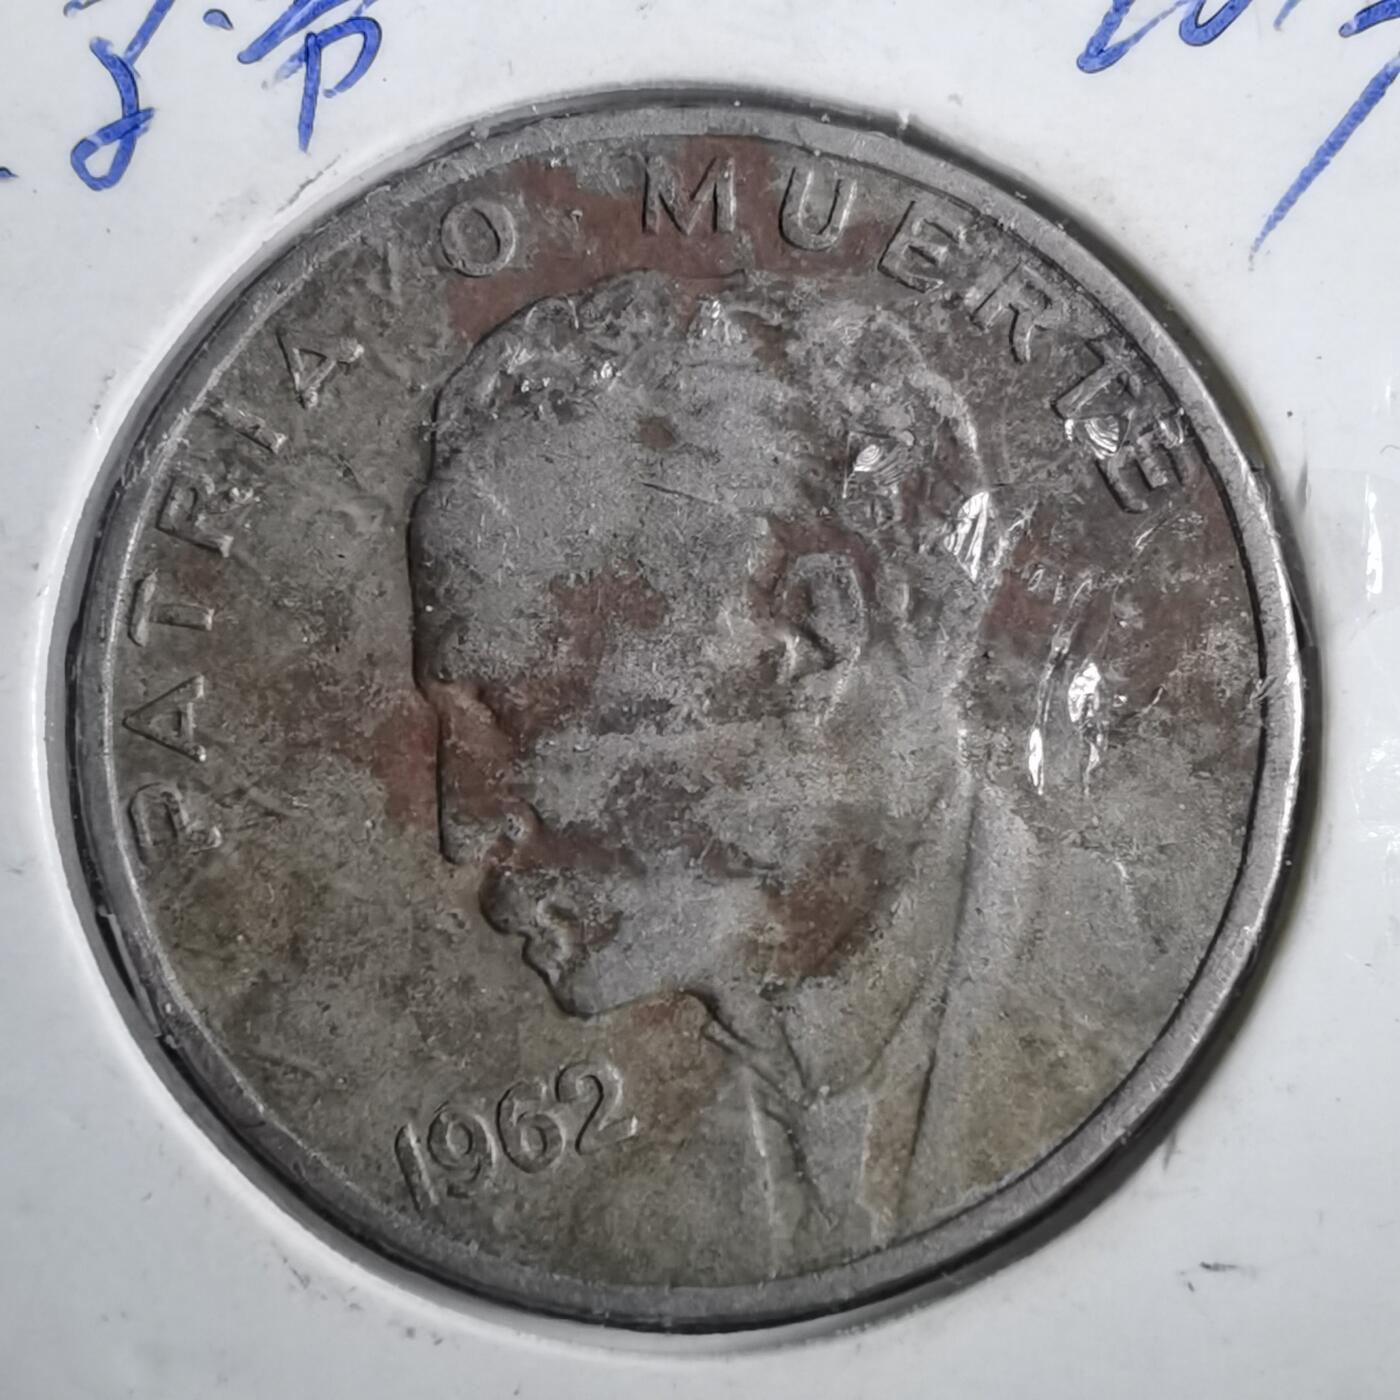 PATRIA Y O MUERTE
1962